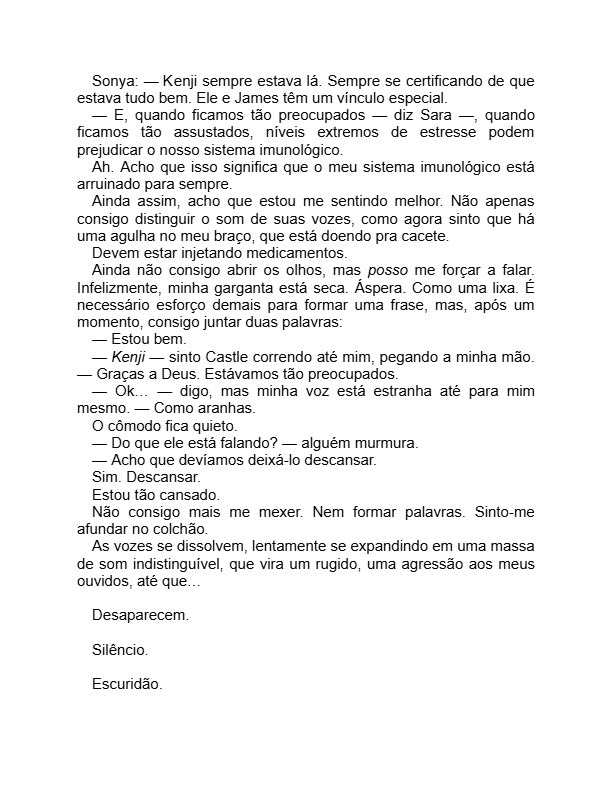 Sonya: — Kenji sempre estava lá. Sempre se certificando de que
estava tudo bem. Ele e James têm um vínculo especial.
— E, quando ficamos tão preocupados — diz Sara —, quando
ficamos tão assustados, níveis extremos de estresse podem
prejudicar o nosso sistema imunológico.
Ah. Acho que isso significa que o meu sistema imunológico está
arruinado para sempre.
Ainda assim, acho que estou me sentindo melhor. Não apenas
consigo distinguir o som de suas vozes, como agora sinto que há
uma agulha no meu braço, que está doendo pra cacete.
Devem estar injetando medicamentos.
Ainda não consigo abrir os olhos, mas posso me forçar a falar.
Infelizmente, minha garganta está seca. Áspera. Como uma lixa. É
necessário esforço demais para formar uma frase, mas, após um
momento, consigo juntar duas palavras:
— Estou bem.
— Kenji — sinto Castle correndo até mim, pegando a minha mão.
— Graças a Deus. Estávamos tão preocupados.
— Ok... — digo, mas minha voz está estranha até para mim
mesmo. — Como aranhas.
O cômodo fica quieto.
— Do que ele está falando? — alguém murmura.
— Acho que devíamos deixá-lo descansar.
Sim. Descansar.
Estou tão cansado.
Não consigo mais me mexer. Nem formar palavras. Sinto-me
afundar no colchão.
As vozes se dissolvem, lentamente se expandindo em uma massa
de som indistinguível, que vira um rugido, uma agressão aos meus
ouvidos, até que...
Desaparecem.
Silêncio.
Escuridão.